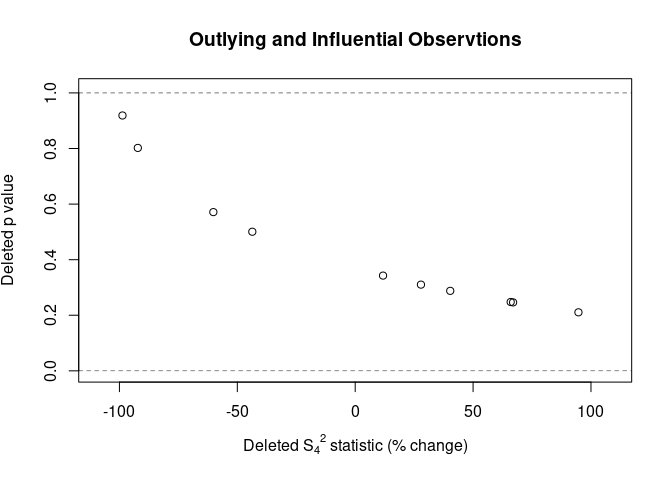 Outlying and Influential Observtions
Deleted p value
1.0
0.8
0.6
0.4
0.2
0.0
-100 -50 0 50 100
Deleted S₄² statistic (% change)